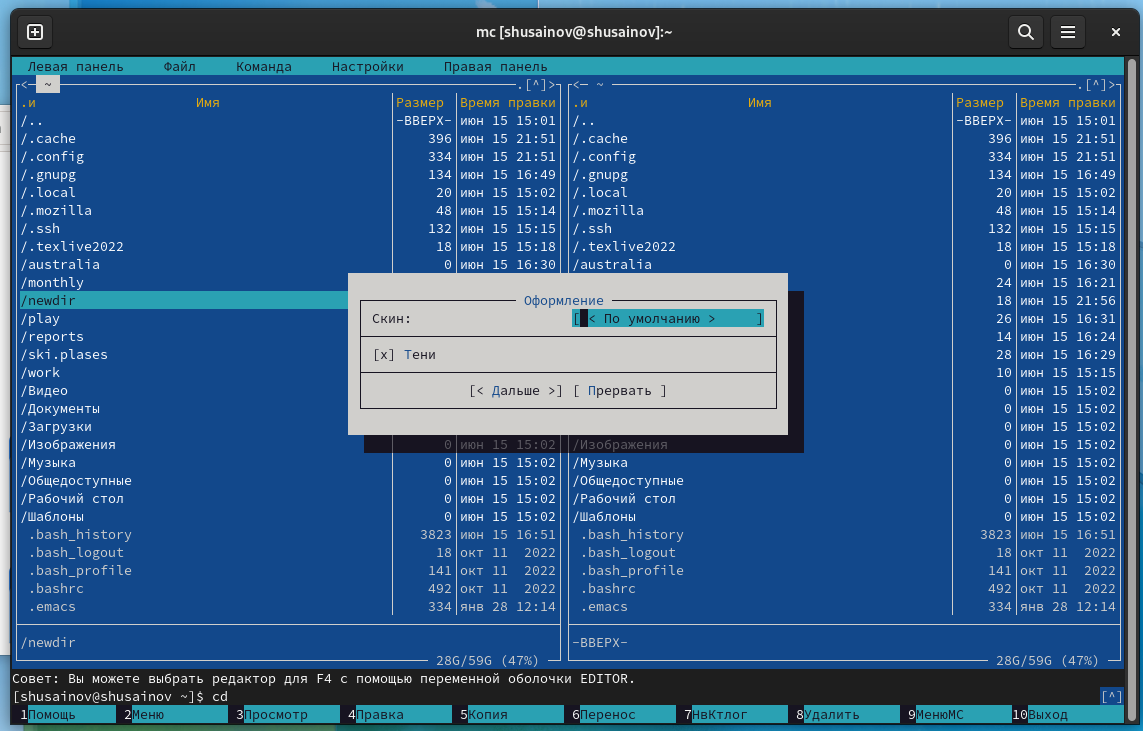 mc [shusainov@shusainov]:~
Левая панель Файл Команда Настройки Правая панель
<─ ~ .[^]> <─ ~ .[^]>
.и Имя Размер Время правки .и Имя Размер Время правки
/.. -ВВЕРХ- июн 15 15:01 /.. -ВВЕРХ- июн 15 15:01
/.cache 396 июн 15 21:51 /.cache 396 июн 15 21:51
/.config 334 июн 15 21:51 /.config 334 июн 15 21:51
/.gnupg 134 июн 15 16:49 /.gnupg 134 июн 15 16:49
/.local 20 июн 15 15:02 /.local 20 июн 15 15:02
/.mozilla 48 июн 15 15:14 /.mozilla 48 июн 15 15:14
/.ssh 132 июн 15 15:15 /.ssh 132 июн 15 15:15
/.texlive2022 18 июн 15 15:18 /.texlive2022 18 июн 15 15:18
/australia 0 июн 15 16:30 /australia 0 июн 15 16:30
/monthly 24 июн 15 16:21
/newdir Оформление 18 июн 15 21:56
/play Скин: [ < По умолчанию > ] 26 июн 15 16:31
/reports 14 июн 15 16:24
/ski.plases [x] Тени 28 июн 15 16:29
/work 10 июн 15 15:15
/Видео [< Дальше >] [ Прервать ] 0 июн 15 15:02
/Документы 0 июн 15 15:02
/Загрузки 0 июн 15 15:02
/Изображения 0 июн 15 15:02 /Изображения 0 июн 15 15:02
/Музыка 0 июн 15 15:02 /Музыка 0 июн 15 15:02
/Общедоступные 0 июн 15 15:02 /Общедоступные 0 июн 15 15:02
/Рабочий стол 0 июн 15 15:02 /Рабочий стол 0 июн 15 15:02
/Шаблоны 0 июн 15 15:02 /Шаблоны 0 июн 15 15:02
.bash_history 3823 июн 15 16:51 .bash_history 3823 июн 15 16:51
.bash_logout 18 окт 11 2022 .bash_logout 18 окт 11 2022
.bash_profile 141 окт 11 2022 .bash_profile 141 окт 11 2022
.bashrc 492 окт 11 2022 .bashrc 492 окт 11 2022
.emacs 334 янв 28 12:14 .emacs 334 янв 28 12:14
/newdir -ВВЕРХ-
28G/59G (47%) 28G/59G (47%)
Совет: Вы можете выбрать редактор для F4 с помощью переменной оболочки EDITOR.
[shusainov@shusainov ~]$ cd [^]
1Помощь 2Меню 3Просмотр 4Правка 5Копия 6Перенос 7НвКтлог 8Удалить 9МенюМС 10Выход